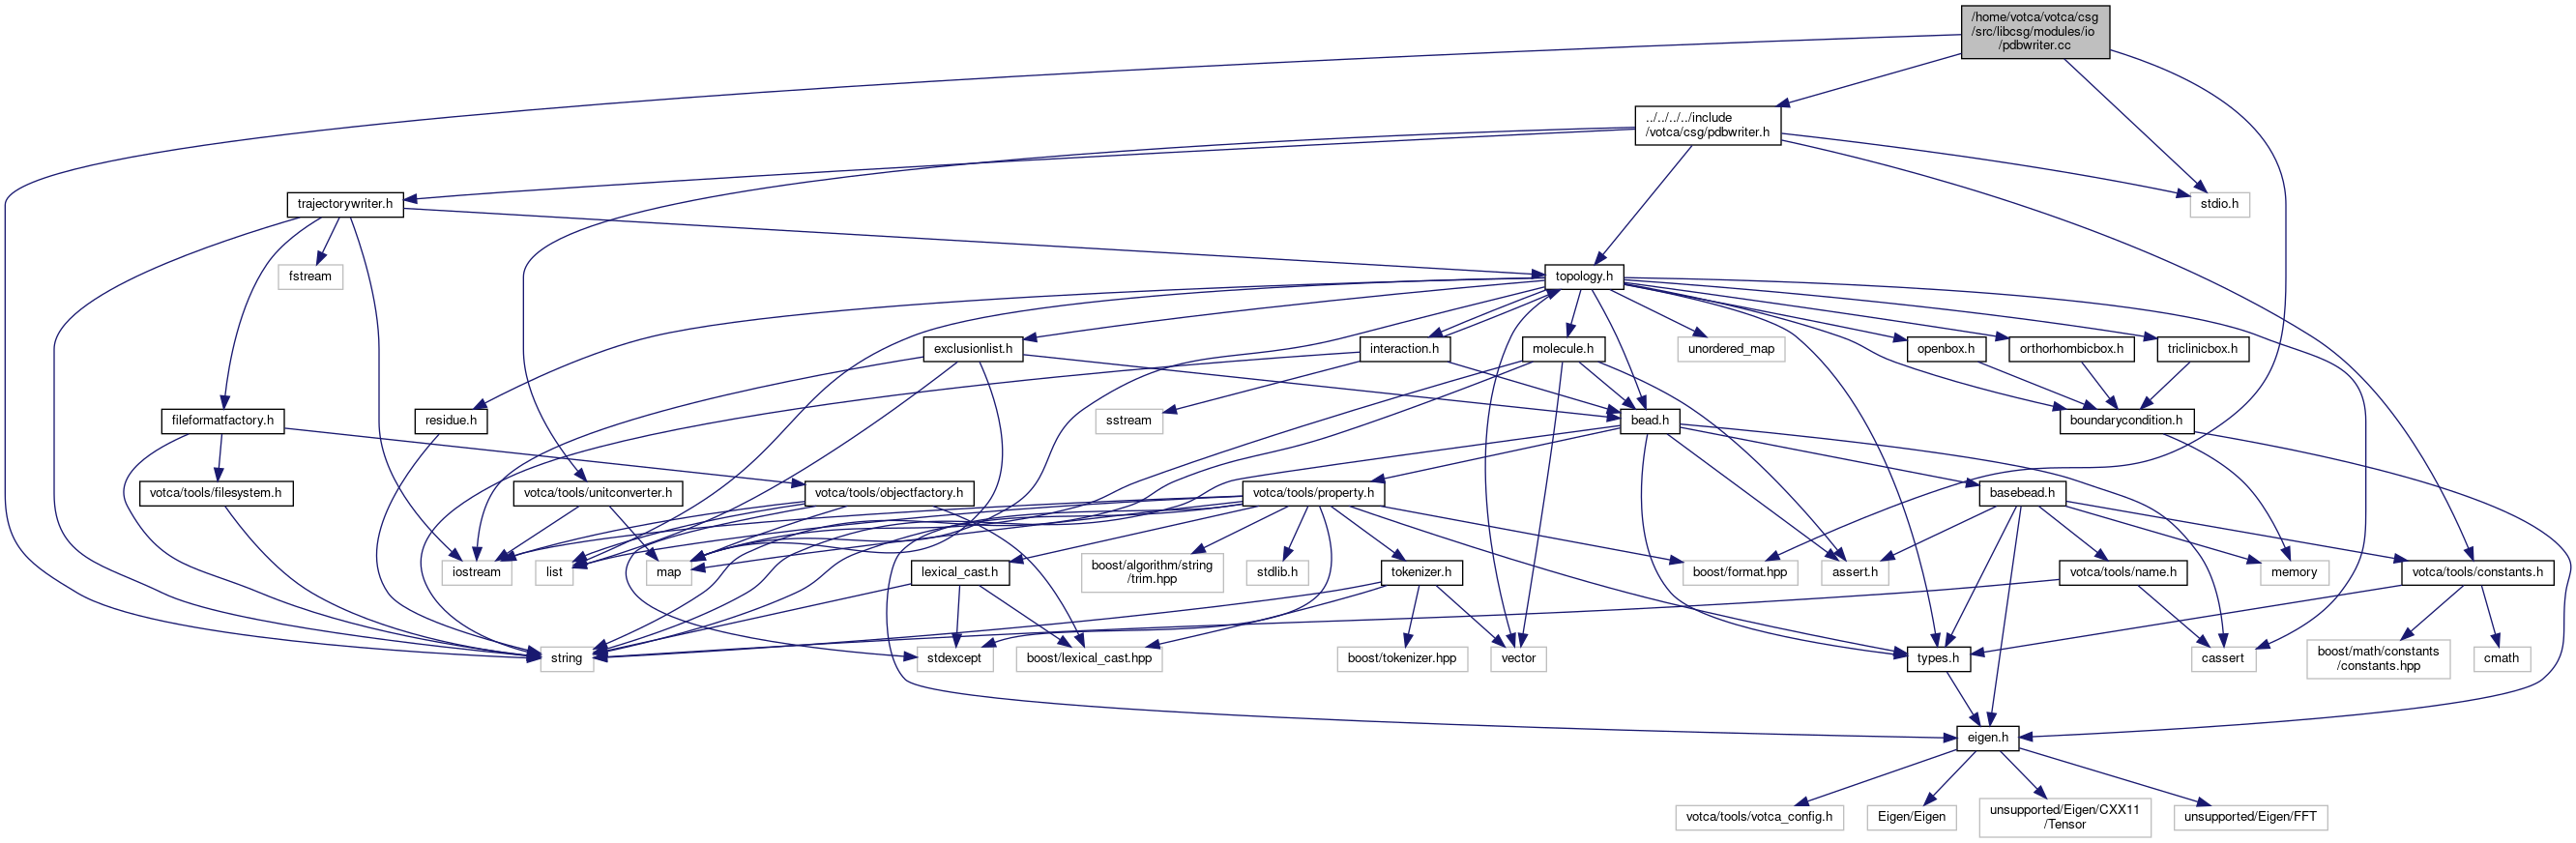 /home/votca/votca/csg
/src/libcsg/modules/io
/pdbwriter.cc
../../../../include
/votca/csg/pdbwriter.h
trajectorywriter.h
stdio.h
fstream
topology.h
exclusionlist.h
interaction.h
molecule.h
unordered_map
openbox.h
orthorhombicbox.h
triclinicbox.h
fileformatfactory.h
residue.h
sstream
bead.h
boundarycondition.h
votca/tools/filesystem.h
votca/tools/unitconverter.h
votca/tools/objectfactory.h
votca/tools/property.h
basebead.h
iostream
list
map
lexical_cast.h
boost/algorithm/string
/trim.hpp
stdlib.h
tokenizer.h
boost/format.hpp
assert.h
votca/tools/name.h
memory
votca/tools/constants.h
string
stdexcept
boost/lexical_cast.hpp
boost/tokenizer.hpp
vector
types.h
cassert
boost/math/constants
/constants.hpp
cmath
eigen.h
votca/tools/votca_config.h
Eigen/Eigen
unsupported/Eigen/CXX11
/Tensor
unsupported/Eigen/FFT